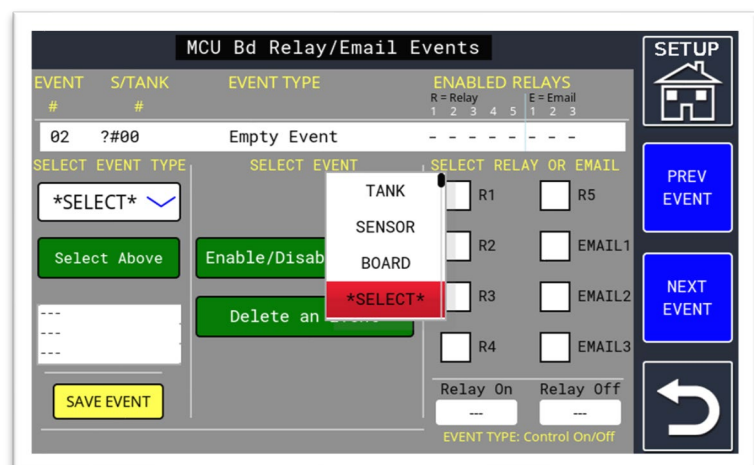 MCU Bd Relay/Email Events
SETUP
EVENT S/TANK EVENT TYPE ENABLED RELAYS
# # R = Relay E = Email
1 2 3 4 5 1 2 3
02 ?#00 Empty Event - - - - - - - -
SELECT EVENT TYPE SELECT EVENT SELECT RELAY OR EMAIL
*SELECT*
Select Above
---
---
---
SAVE EVENT
Enable/Disab
Delete an
TANK
SENSOR
BOARD
*SELECT*
R1 R5
R2 EMAIL1
R3 EMAIL2
R4 EMAIL3
Relay On Relay Off
--- ---
EVENT TYPE: Control On/Off
PREV
EVENT
NEXT
EVENT